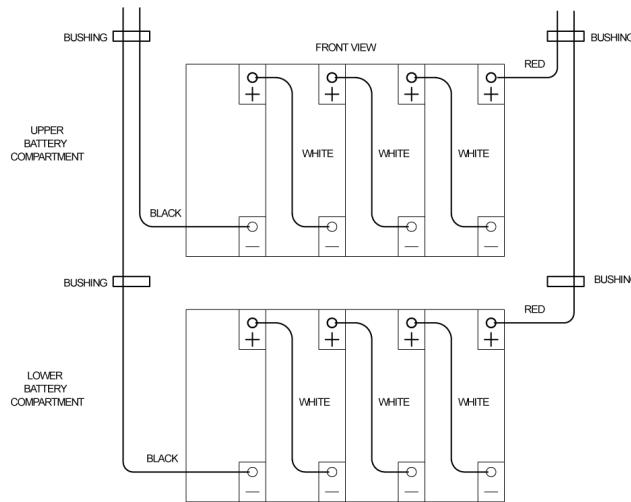 BUSHING
BUSHING
FRONT VIEW
RED
+
+
+
+
UPPER
BATTERY
COMPARTMENT
WHITE
WHITE
WHITE
BLACK
—
—
—
—
BUSHING
BUSHING
RED
+
+
+
+
LOWER
BATTERY
COMPARTMENT
WHITE
WHITE
WHITE
BLACK
—
—
—
—